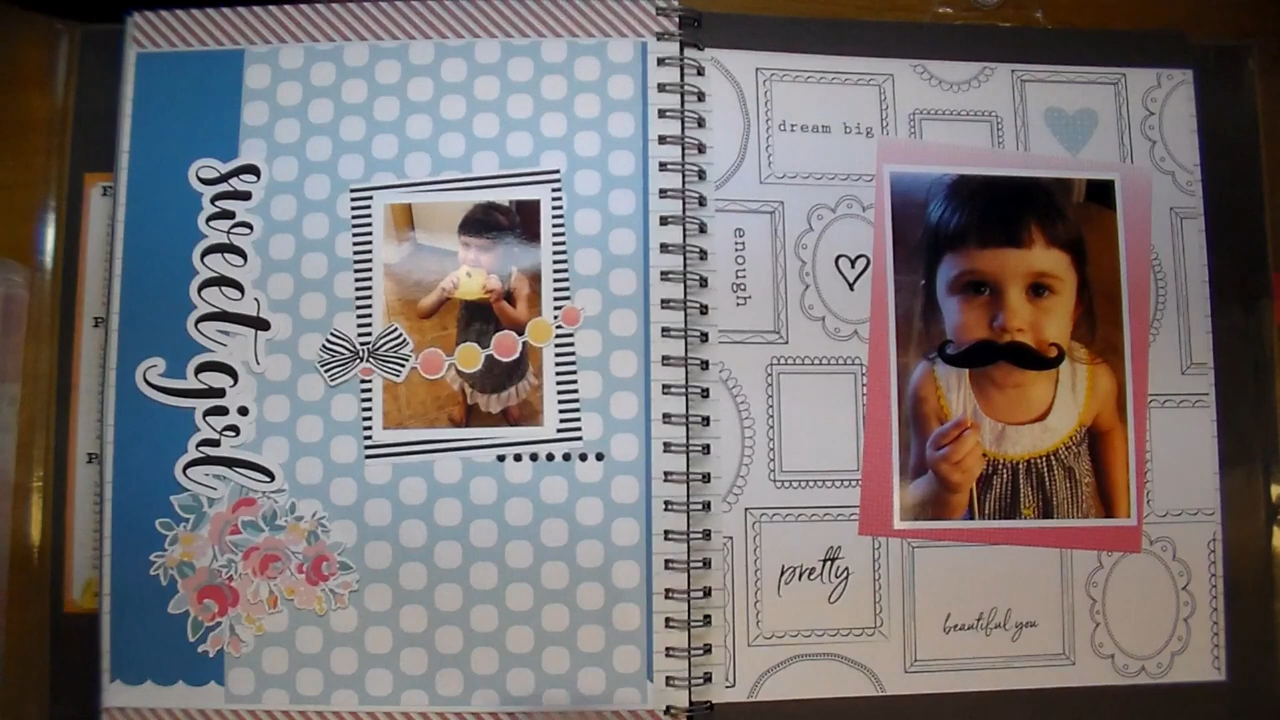 sweet girl
dream big
enough
pretty
beautiful you